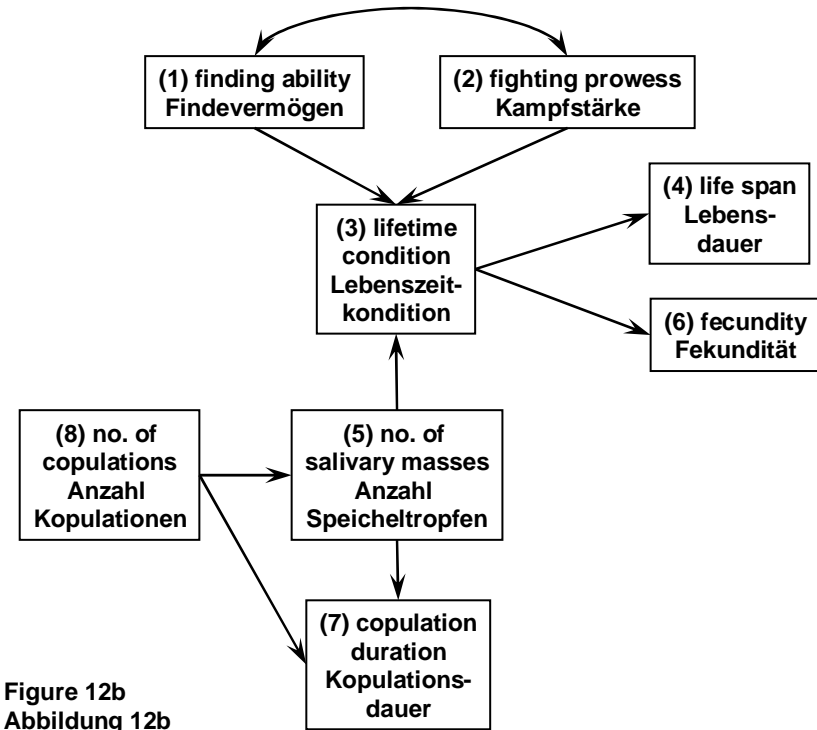 (1) finding ability
Findevermögen
(2) fighting prowess
Kampfstärke
(3) lifetime
condition
Lebenszeit-
kondition
(4) life span
Lebens-
dauer
(6) fecundity
Fekundität
(8) no. of
copulations
Anzahl
Kopulationen
(5) no. of
salivary masses
Anzahl
Speicheltropfen
(7) copulation
duration
Kopulations-
dauer
Figure 12b
Abbildung 12b